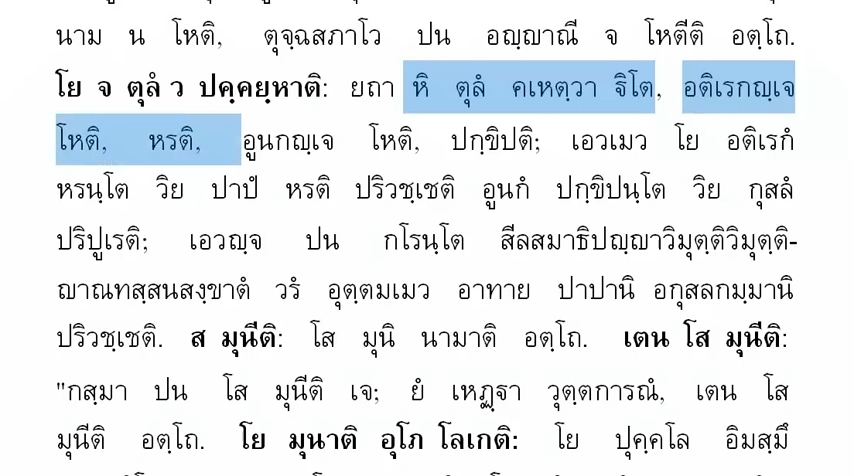 นาม น โหติ, ตุจฺฉสภาโว ปน อญฺญาณี จ โหตีติ อตฺโถ.
โย จ ตุลํ ว ปคฺคยฺหาติ: ยถา หิ ตุลํ คเหตฺวา ฐิโต, อติเรกญฺเจ
โหติ, หรติ, อูนกญฺเจ โหติ, ปกฺขิปติ; เอวเมว โย อติเรกํ
หรนฺโต วิย ปาปํ หรติ ปริวชฺเชติ อูนกํ ปกฺขิปนฺโต วิย กุสลํ
ปริปูเรติ; เอวญฺจ ปน กโรนฺโต สีลสมาธิปญฺญาวิมุตฺติวิมุตฺติ-
ญาณทสฺสนสงฺขาตํ วรํ อุตฺตมเมว อาทาย ปาปานิ อกุสลกมฺมานิ
ปริวชฺเชติ. ส มุนีติ: โส มุนิ นามาติ อตฺโถ. เตน โส มุนีติ:
"กสฺมา ปน โส มุนีติ เจ; ยํ เหฏฺฐา วุตฺตการณํ, เตน โส
มุนีติ อตฺโถ. โย มุนาติ อุโภ โลเกติ: โย ปุคฺคโล อิมสฺมึ